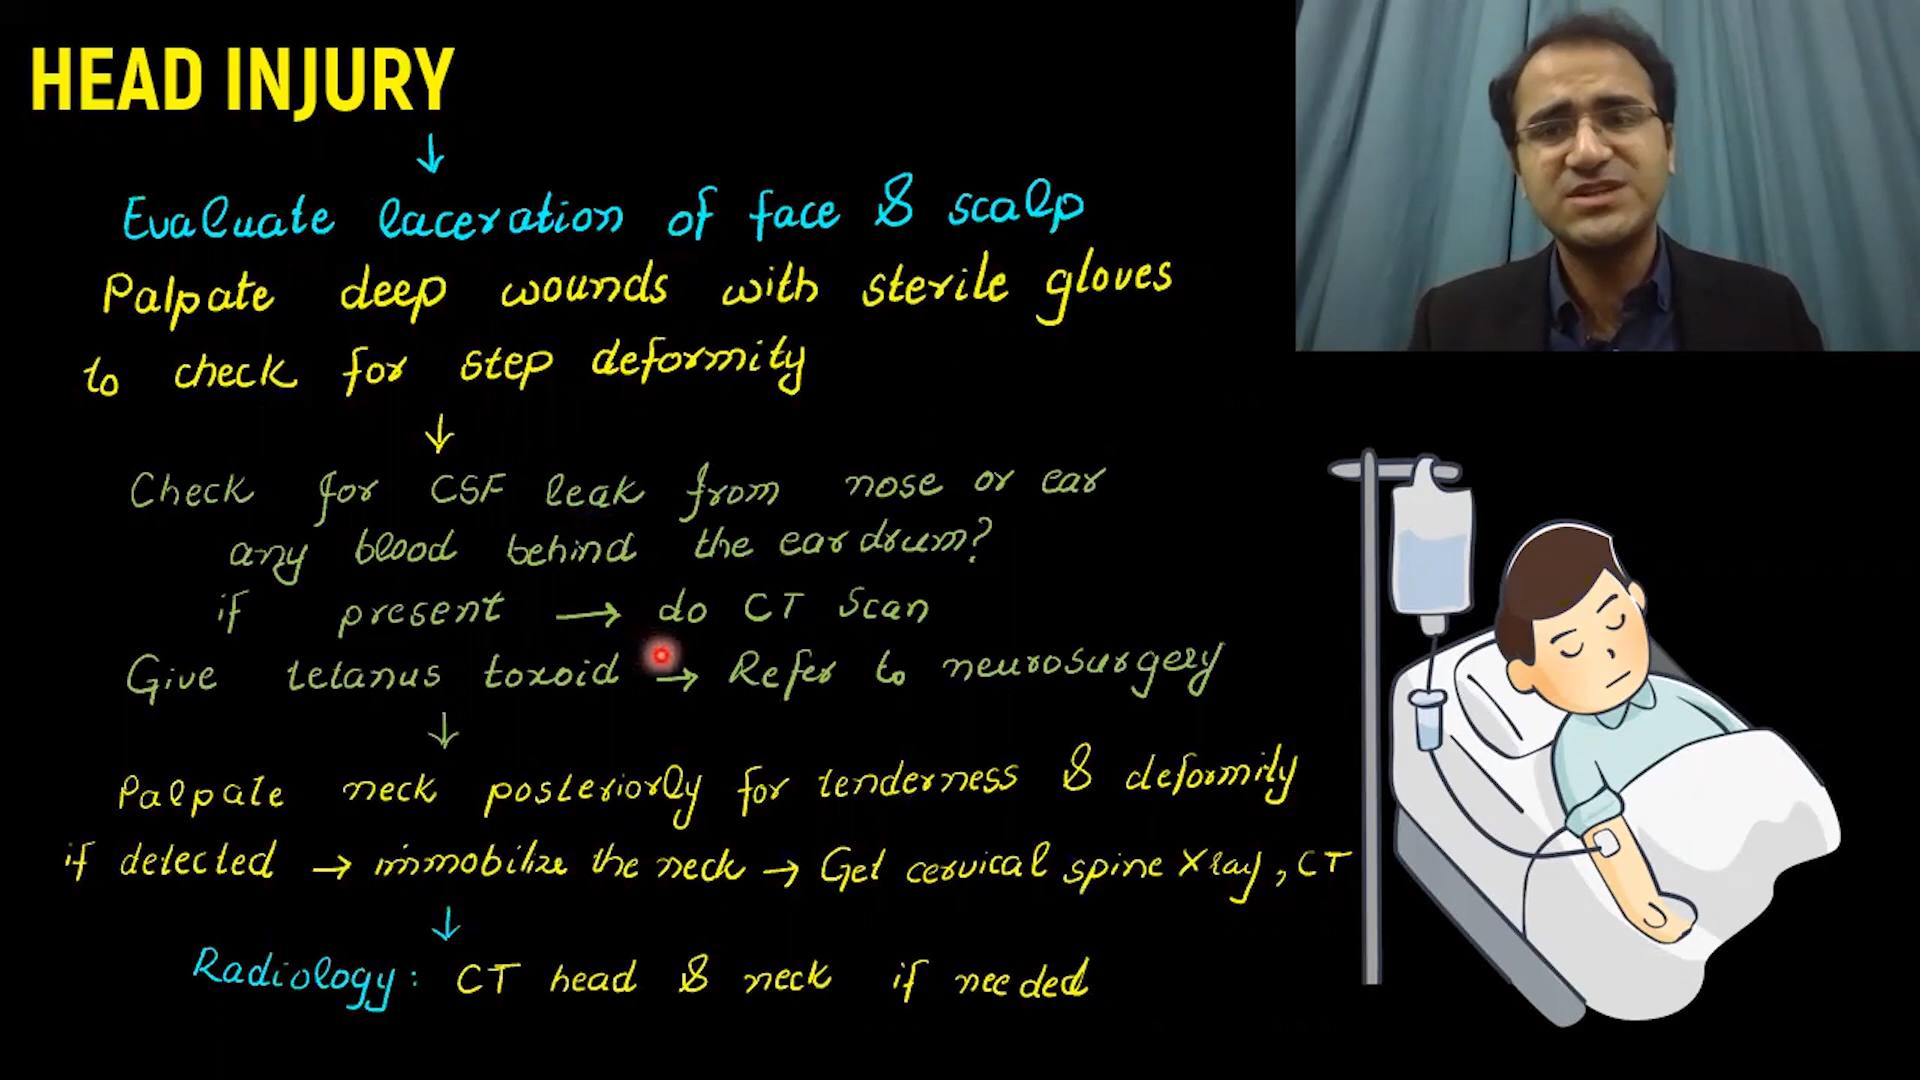 HEAD INJURY
↓
Evaluate laceration of face & scalp
Palpate deep wounds with sterile gloves
to check for step deformity
↓
Check for CSF leak from nose or ear
any blood behind the ear drum?
if present → do CT Scan
Give tetanus toxoid → Refer to neurosurgery
↓
Palpate neck posteriorly for tenderness & deformity
if detected → immobilize the neck → Get cervical spine Xray, CT
↓
Radiology: CT head & neck if needed